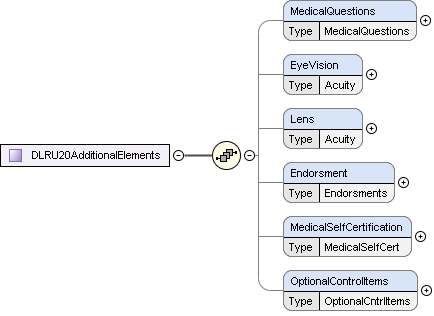 MedicalQuestions
Type MedicalQuestions
EyeVision
Type Acuity
Lens
Type Acuity
DLRU20AdditionalElements
Endorsment
Type Endorsments
MedicalSelfCertification
Type MedicalSelfCert
OptionalControlItems
Type OptionalCntrlItems